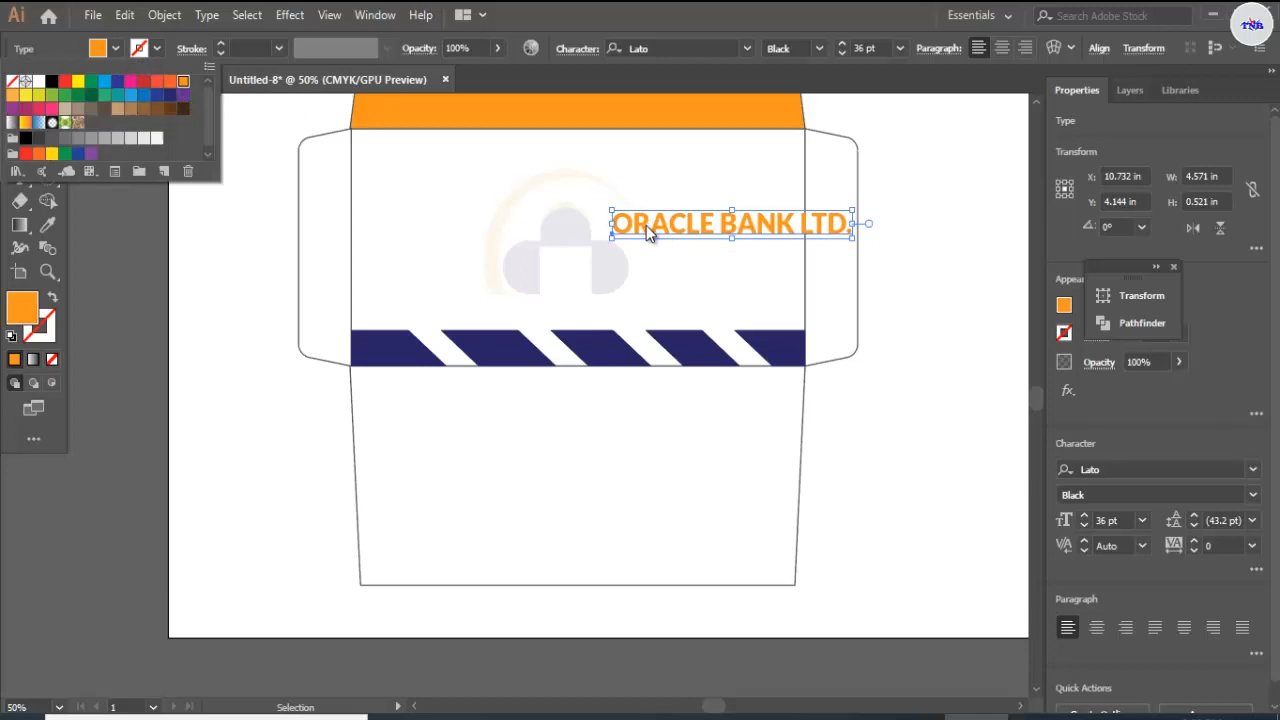 Ai File Edit Object Type Select Effect View Window Help Essentials Search Adobe Stock
TNB
Type Stroke: Opacity: 100% Character: Lato Black 36 pt Paragraph: Align Transform
Untitled-8* @ 50% (CMYK/GPU Preview)
Properties Layers Libraries
Type
Transform
X: 10.732 in W: 4.571 in
Y: 4.144 in H: 0.521 in
0°
ORACLE BANK LTD.
Appea
Transform
Pathfinder
Opacity 100%
fx.
Character
Lato
Black
36 pt (43.2 pt)
Auto 0
Paragraph
Quick Actions
50% 1 Selection